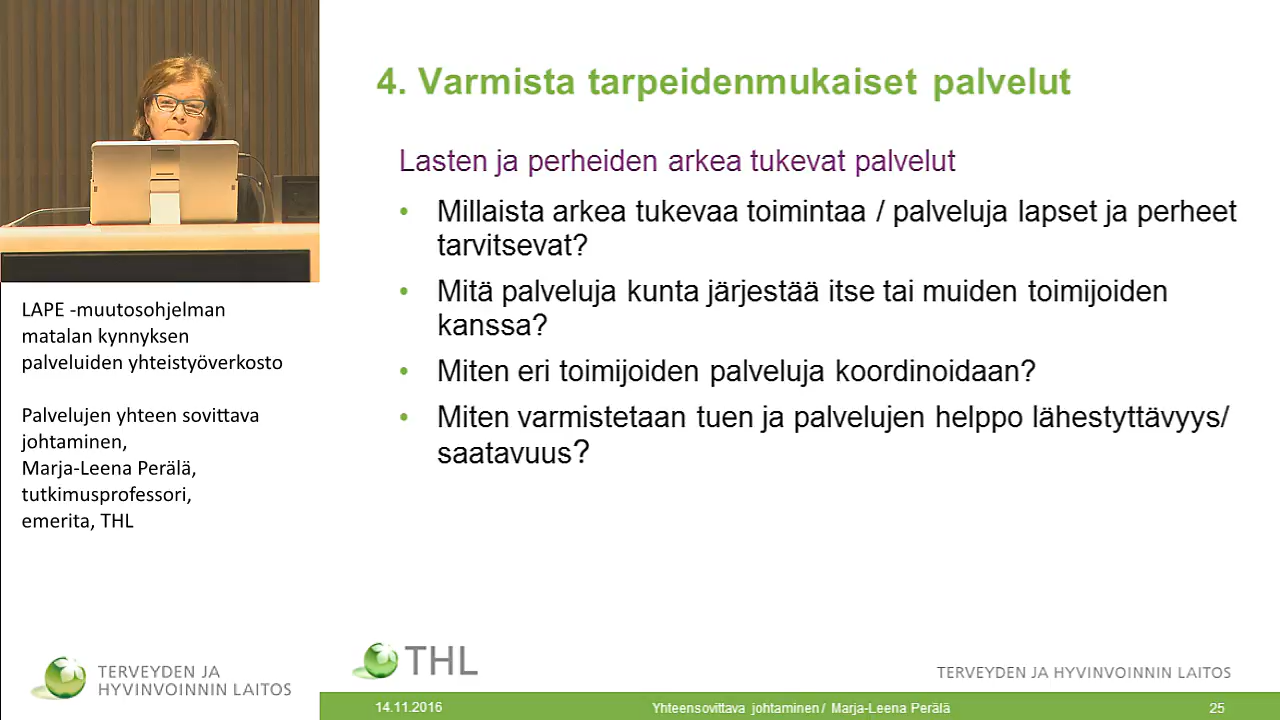 4. Varmista tarpeidenmukaiset palvelut
Lasten ja perheiden arkea tukevat palvelut
• Millaista arkea tukevaa toimintaa / palveluja lapset ja perheet
tarvitsevat?
• Mitä palveluja kunta järjestää itse tai muiden toimijoiden
kanssa?
• Miten eri toimijoiden palveluja koordinoidaan?
• Miten varmistetaan tuen ja palvelujen helppo lähestyttävyys/
saatavuus?
LAPE -muutosohjelman
matalan kynnyksen
palveluiden yhteistyöverkosto
Palvelujen yhteen sovittava
johtaminen,
Marja-Leena Perälä,
tutkimusprofessori,
emerita, THL
TERVEYDEN JA
HYVINVOINNIN LAITOS
THL
TERVEYDEN JA HYVINVOINNIN LAITOS
14.11.2016
Yhteensovittava johtaminen / Marja-Leena Perälä
25